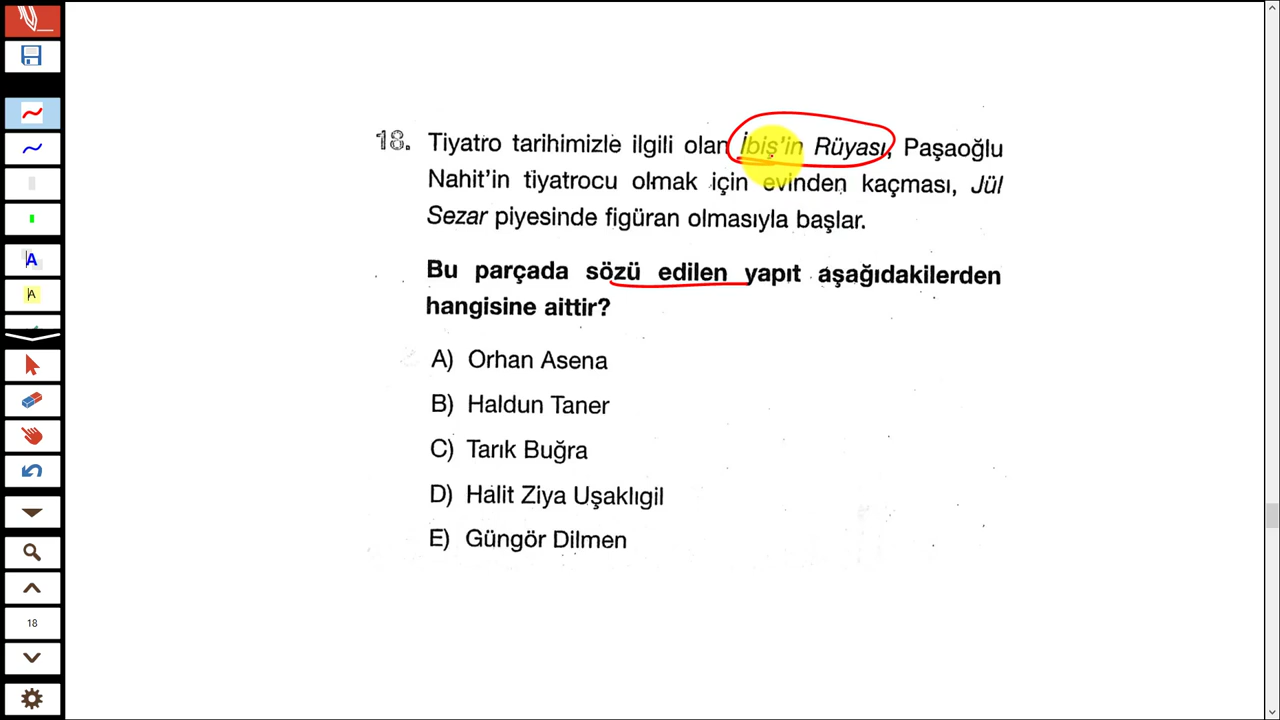 18. Tiyatro tarihimizle ilgili olan İbiş'in Rüyası, Paşaoğlu
Nahit'in tiyatrocu olmak için evinden kaçması, Jül
Sezar piyesinde figüran olmasıyla başlar.
Bu parçada sözü edilen yapıt aşağıdakilerden
hangisine aittir?
A) Orhan Asena
B) Haldun Taner
C) Tarık Buğra
D) Halit Ziya Uşaklıgil
E) Güngör Dilmen
A
A
18